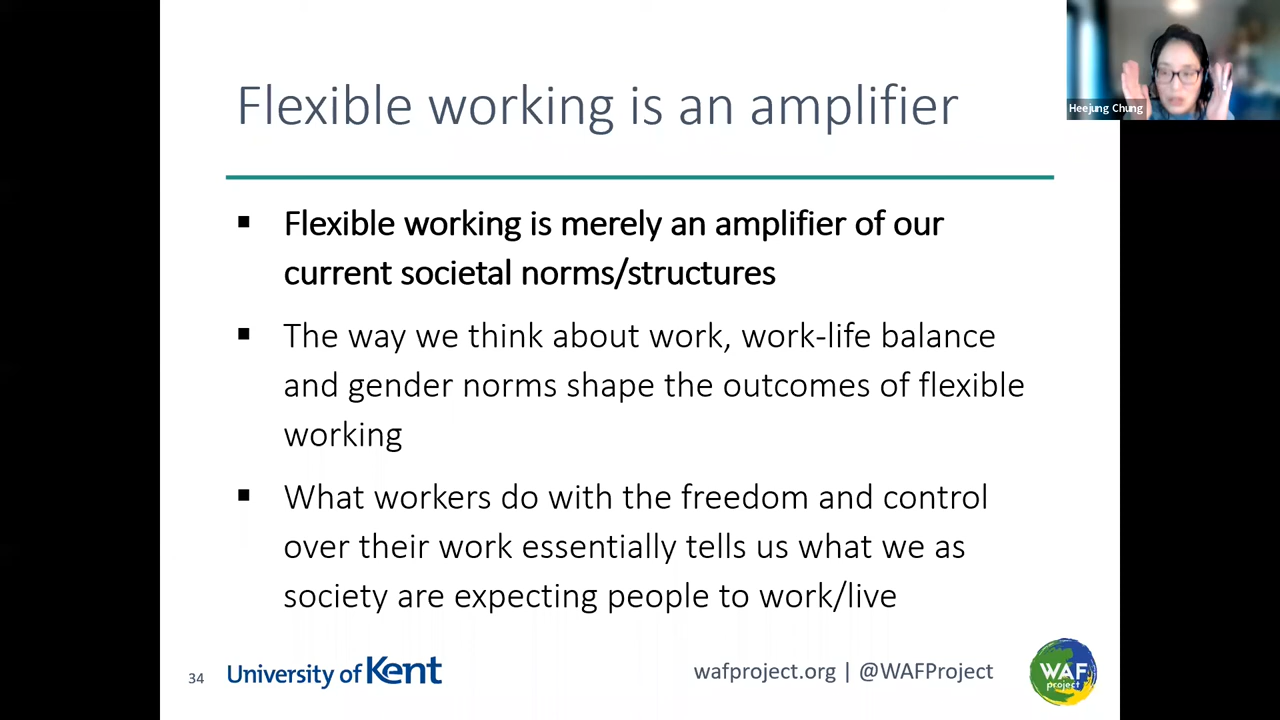 Flexible working is an amplifier
Heejung Chung
▪ Flexible working is merely an amplifier of our
current societal norms/structures
▪ The way we think about work, work-life balance
and gender norms shape the outcomes of flexible
working
▪ What workers do with the freedom and control
over their work essentially tells us what we as
society are expecting people to work/live
34
University of Kent
wafproject.org | @WAFProject
WAF
project